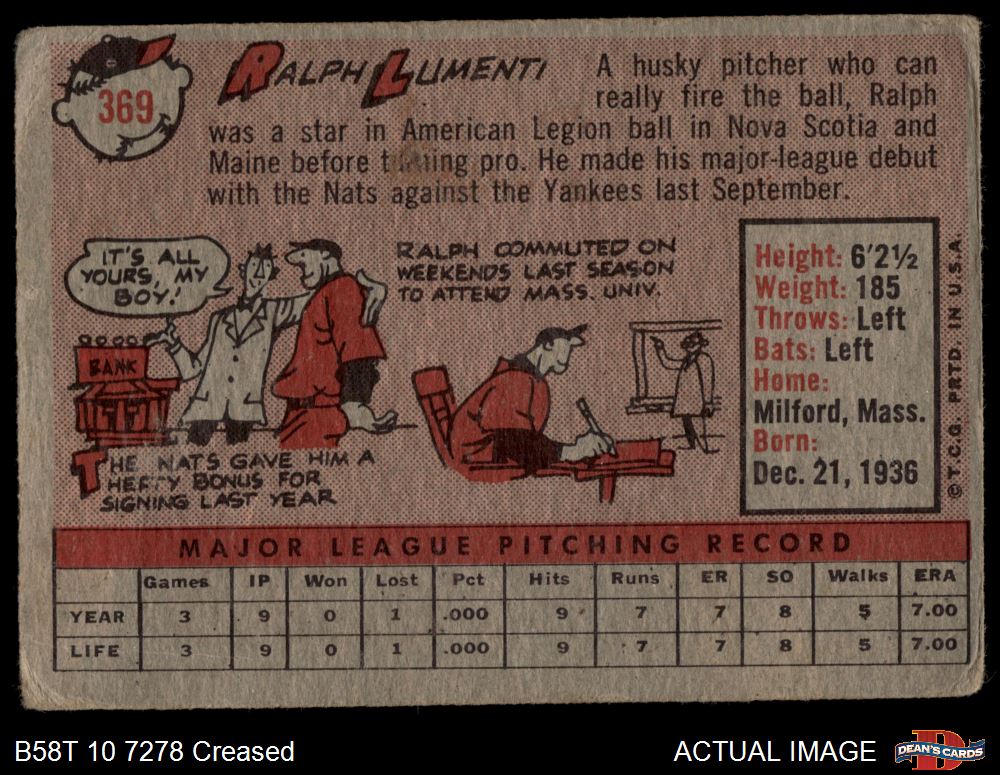 369
RALPH LUMENTI
A husky pitcher who can
really fire the ball, Ralph
was a star in American Legion ball in Nova Scotia and
Maine before pro. He made his major-league debut
with the Nats against the Yankees last September.
IT'S ALL
YOURS, MY
BOY!
BANK
THE NATS GAVE HIM A
HEFTY BONUS FOR
SIGNING LAST YEAR
RALPH COMMUTED ON
WEEKENDS LAST SEASON
TO ATTEND MASS. UNIV.
Height: 6'2½
Weight: 185
Throws: Left
Bats: Left
Home:
Milford, Mass.
Born:
Dec. 21, 1936
© T.C.G. PRTD. IN U.S.A.
MAJOR LEAGUE PITCHING RECORD
Games IP Won Lost Pct Hits Runs ER SO Walks ERA
YEAR 3 9 0 1 .000 9 7 7 8 5 7.00
LIFE 3 9 0 1 .000 9 7 7 8 5 7.00
B58T 10 7278 Creased
ACTUAL IMAGE
D
DEAN'S CARDS